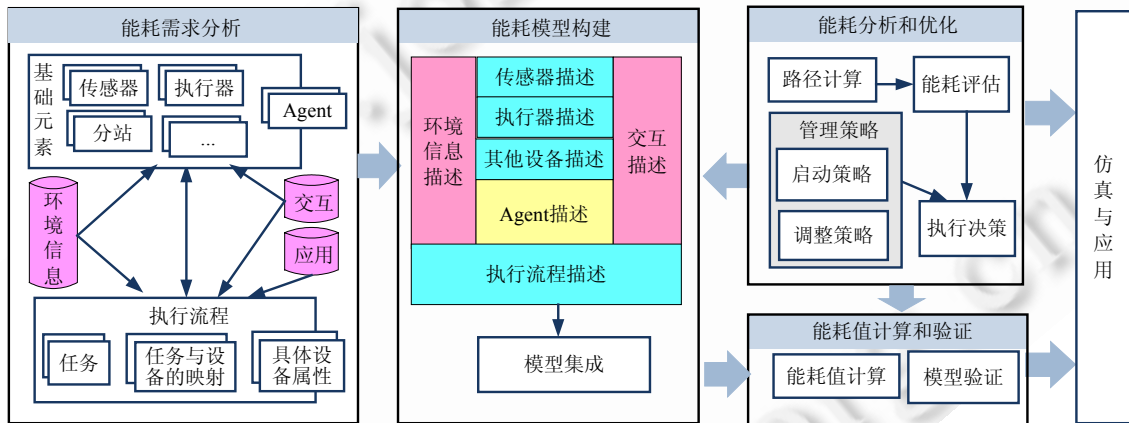 能耗需求分析
基础元素
传感器
执行器
Agent
分站
...
环境信息
交互
应用
执行流程
任务
任务与设
备的映射
具体设
备属性
能耗模型构建
环境
信息
描述
传感器描述
执行器描述
其他设备描述
Agent描述
交互
描述
执行流程描述
模型集成
能耗分析和优化
路径计算
能耗评估
管理策略
启动策略
调整策略
执行决策
能耗值计算和验证
能耗值计算
模型验证
仿真与应用